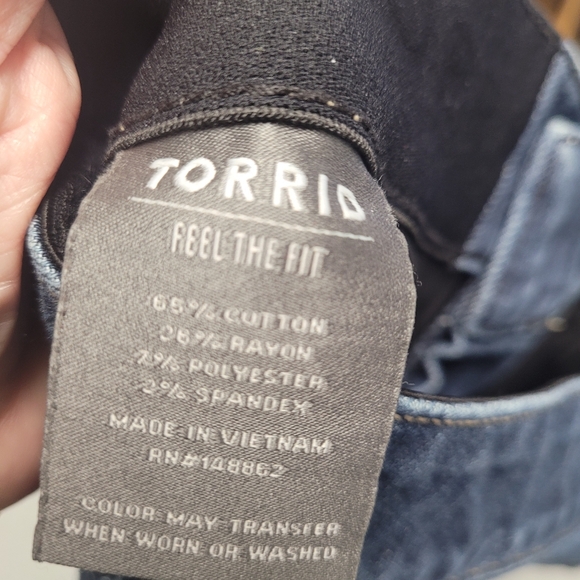 TORRID
FEEL THE FIT
65% COTTON
26% RAYON
7% POLYESTER
2% SPANDEX
MADE IN VIETNAM
RN#148862
COLOR MAY TRANSFER
WHEN WORN OR WASHED